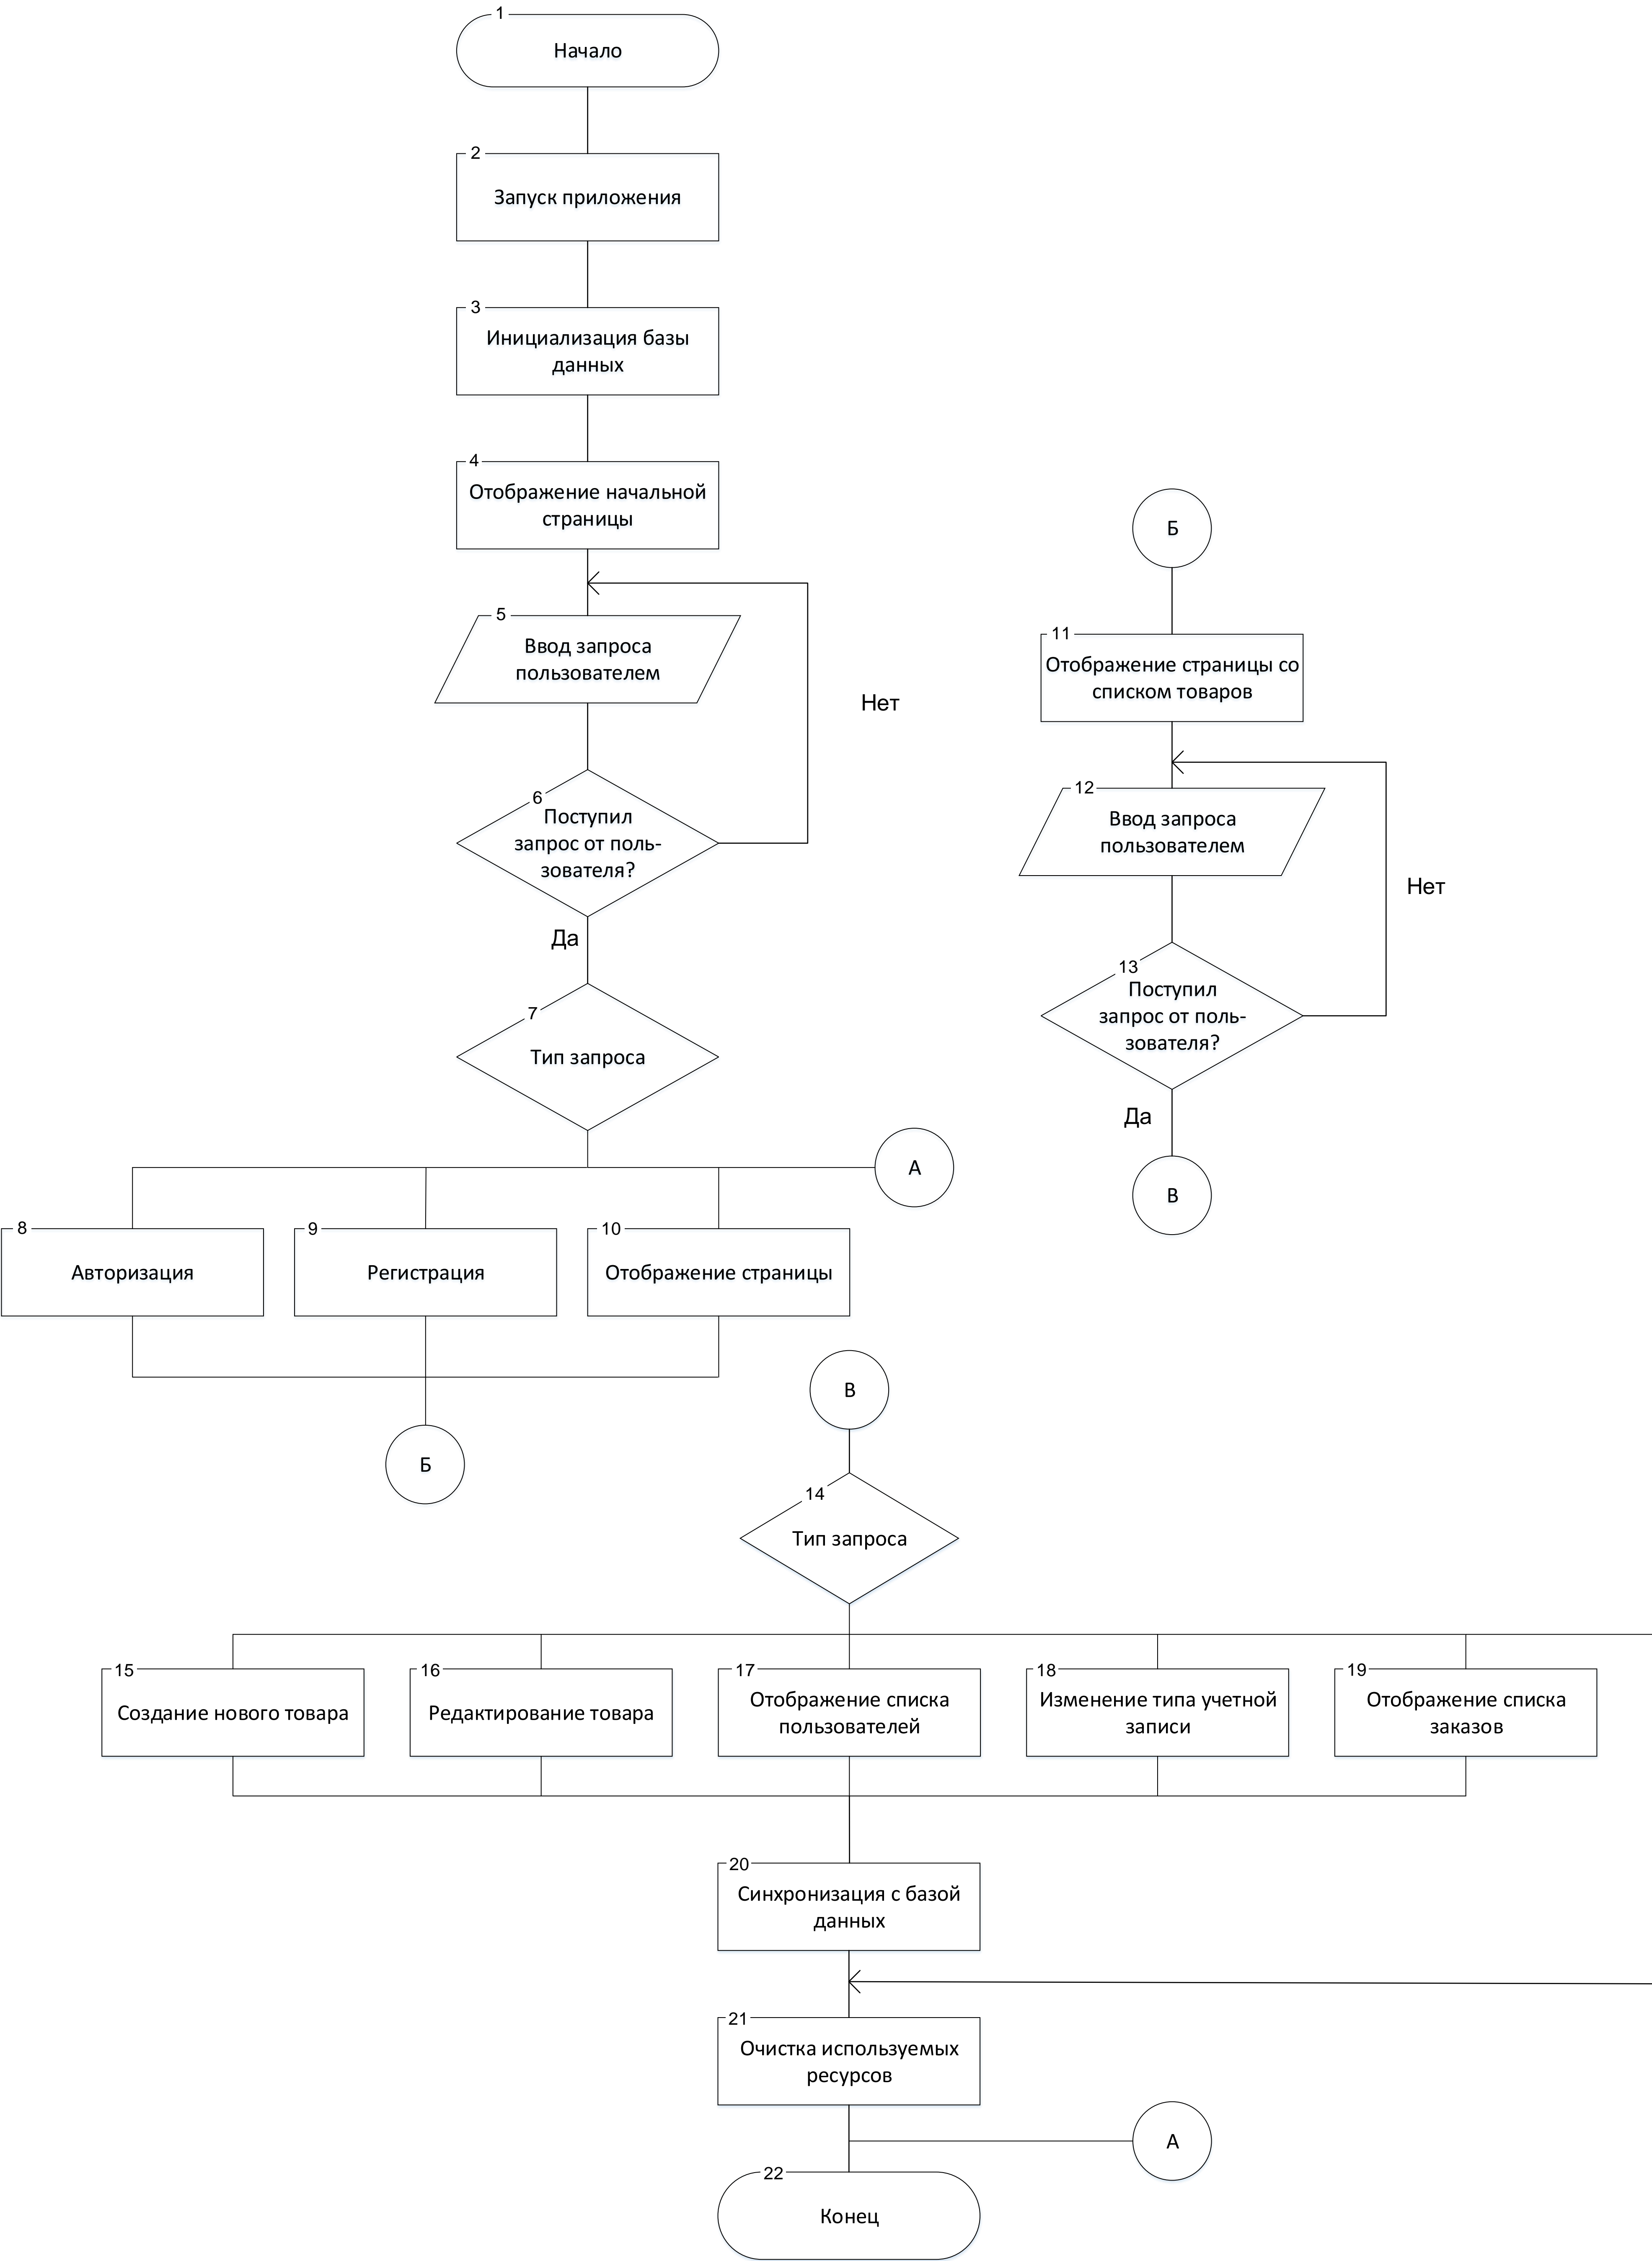 1
Начало
2
Запуск приложения
3
Инициализация базы
данных
4
Отображение начальной
страницы
5
Ввод запроса
пользователем
Нет
6
Поступил
запрос от поль-
зователя?
Да
7
Тип запроса
А
8
Авторизация
9
Регистрация
10
Отображение страницы
Б
Б
11
Отображение страницы со
списком товаров
12
Ввод запроса
пользователем
Нет
13
Поступил
запрос от поль-
зователя?
Да
В
В
14
Тип запроса
15
Создание нового товара
16
Редактирование товара
17
Отображение списка
пользователей
18
Изменение типа учетной
записи
19
Отображение списка
заказов
20
Синхронизация с базой
данных
21
Очистка используемых
ресурсов
А
22
Конец